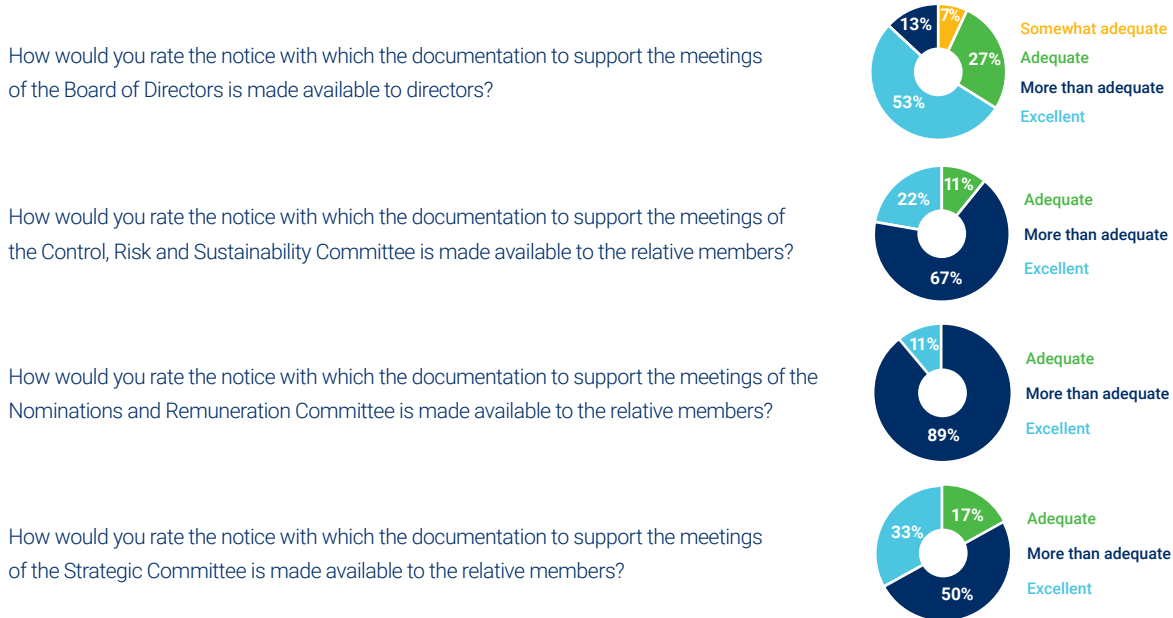 How would you rate the notice with which the documentation to support the meetings
of the Board of Directors is made available to directors?
13%
7%
27%
53%
Somewhat adequate
Adequate
More than adequate
Excellent
How would you rate the notice with which the documentation to support the meetings of
the Control, Risk and Sustainability Committee is made available to the relative members?
22%
11%
67%
Adequate
More than adequate
Excellent
How would you rate the notice with which the documentation to support the meetings of the
Nominations and Remuneration Committee is made available to the relative members?
11%
89%
Adequate
More than adequate
Excellent
How would you rate the notice with which the documentation to support the meetings
of the Strategic Committee is made available to the relative members?
33%
17%
50%
Adequate
More than adequate
Excellent